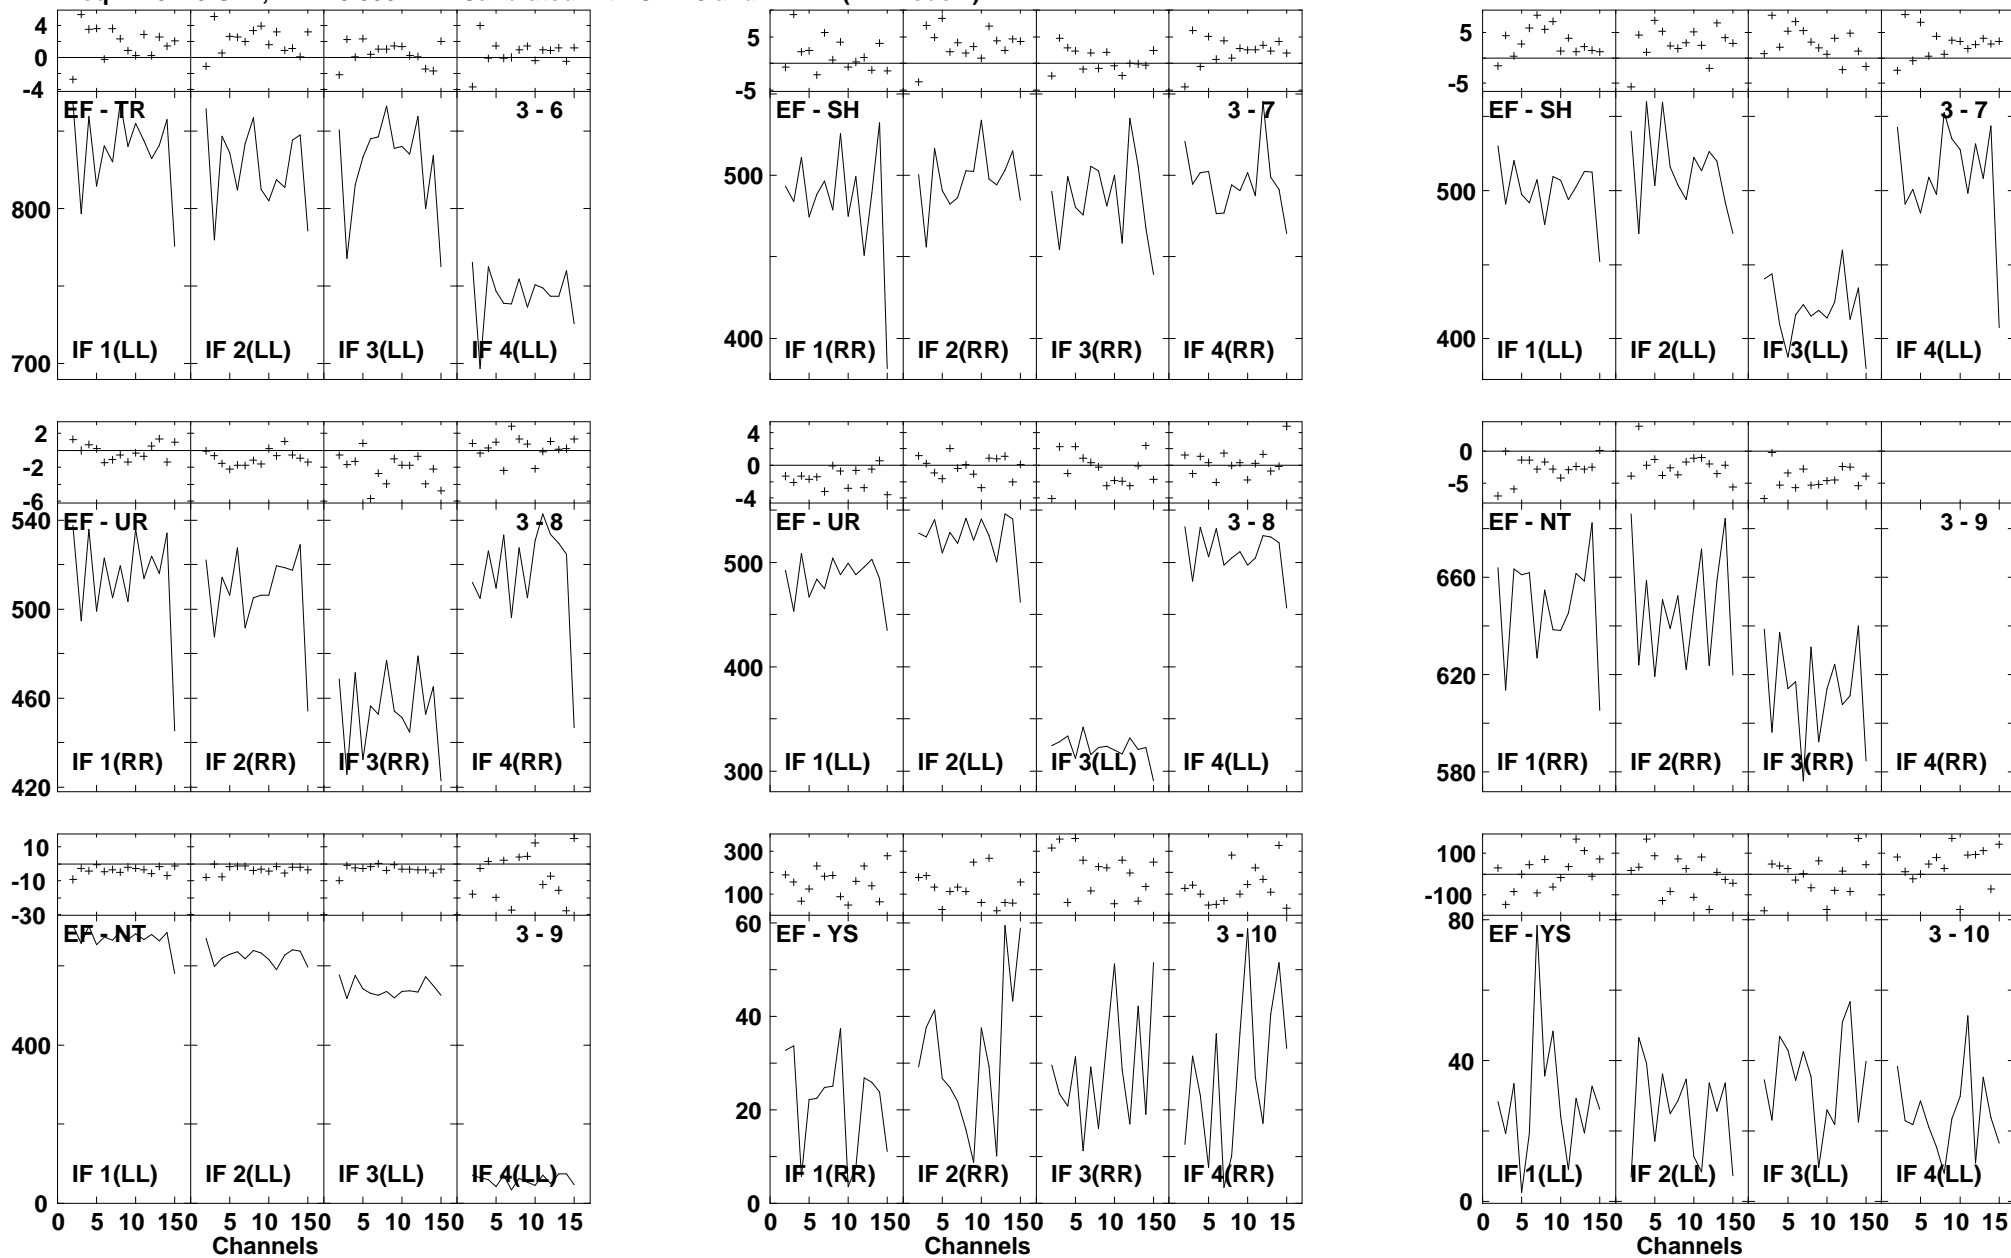 4
0
-4
EF - TR
3 - 6
800
700
IF 1(LL) IF 2(LL) IF 3(LL) IF 4(LL)
5
-5
EF - SH
3 - 7
500
400
IF 1(RR) IF 2(RR) IF 3(RR) IF 4(RR)
5
-5
EF - SH
3 - 7
500
400
IF 1(LL) IF 2(LL) IF 3(LL) IF 4(LL)
2
-2
-6
EF - UR
3 - 8
540
500
460
420
IF 1(RR) IF 2(RR) IF 3(RR) IF 4(RR)
4
0
-4
EF - UR
3 - 8
500
400
300
IF 1(LL) IF 2(LL) IF 3(LL) IF 4(LL)
0
-5
EF - NT
3 - 9
660
620
580
IF 1(RR) IF 2(RR) IF 3(RR) IF 4(RR)
10
-10
-30
EF - NT
3 - 9
400
0
IF 1(LL) IF 2(LL) IF 3(LL) IF 4(LL)
0 5 10 150 5 10 150 5 10 150 5 10 15
Channels
300
100
EF - YS
3 - 10
60
40
20
0
IF 1(RR) IF 2(RR) IF 3(RR) IF 4(RR)
0 5 10 150 5 10 150 5 10 150 5 10 15
Channels
100
-100
EF - YS
3 - 10
80
40
0
IF 1(LL) IF 2(LL) IF 3(LL) IF 4(LL)
0 5 10 150 5 10 150 5 10 150 5 10 15
Channels